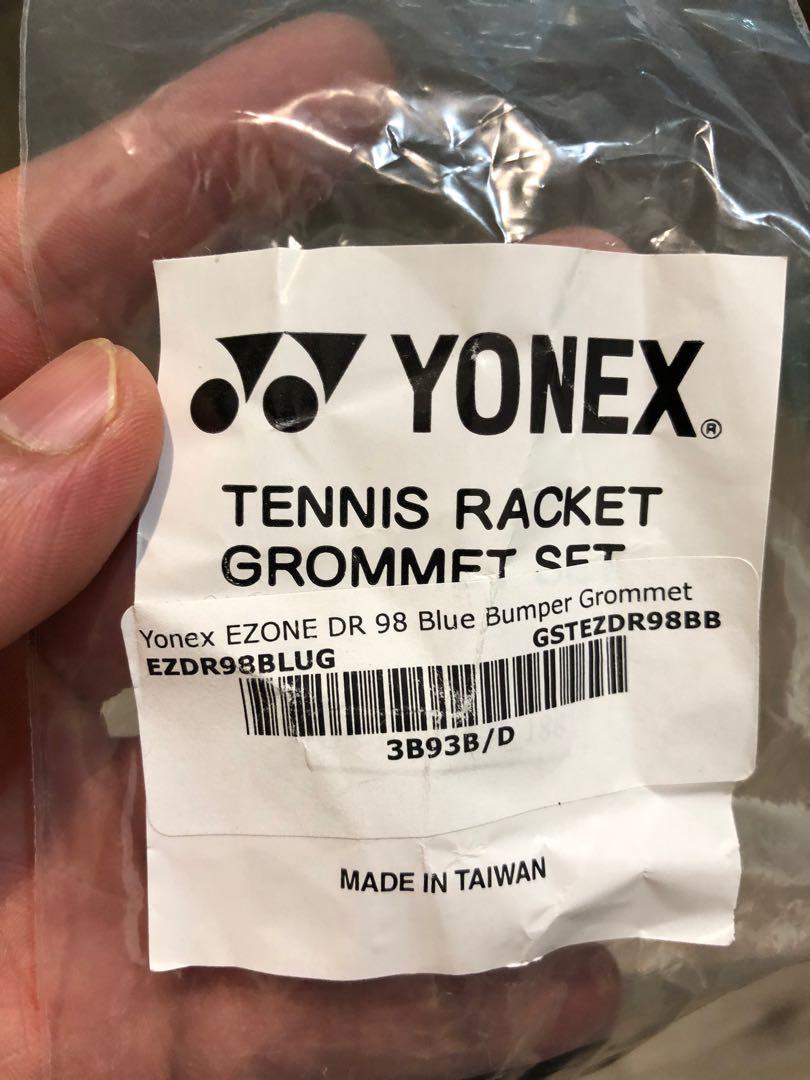 YONEX®
TENNIS RACKET
GROMMET SET
Yonex EZONE DR 98 Blue Bumper Grommet
EZDR98BLUG GSTEZDR98BB
3B93B/D
MADE IN TAIWAN